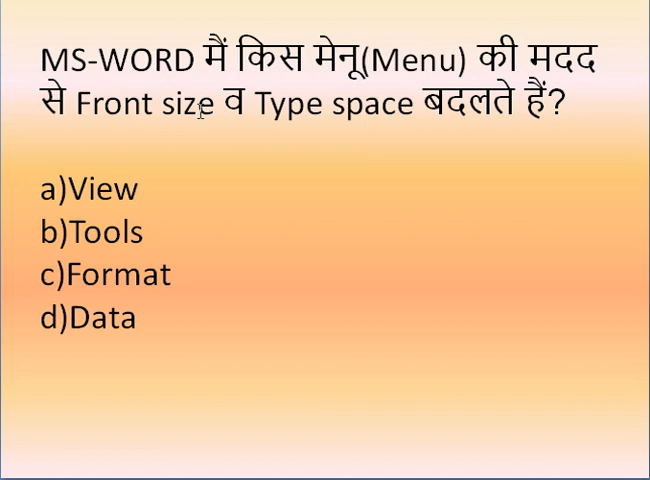 MS-WORD मैं किस मेनू(Menu) की मदद
से Front size व Type space बदलते हैं?
a)View
b)Tools
c)Format
d)Data